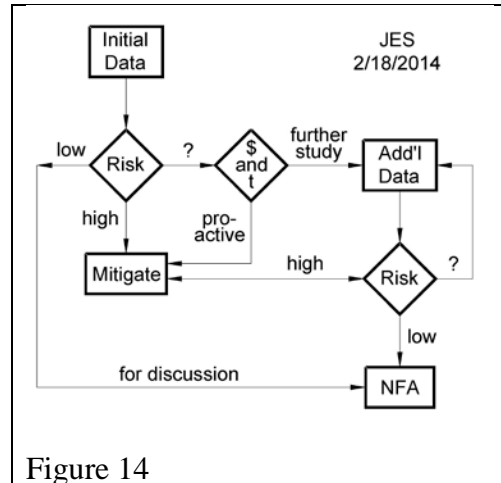 Initial
Data
JES
2/18/2014
low
Risk
?
$
and
t
further
study
Add'l
Data
high
pro-
active
Mitigate
high
Risk
?
low
for discussion
NFA
Figure 14